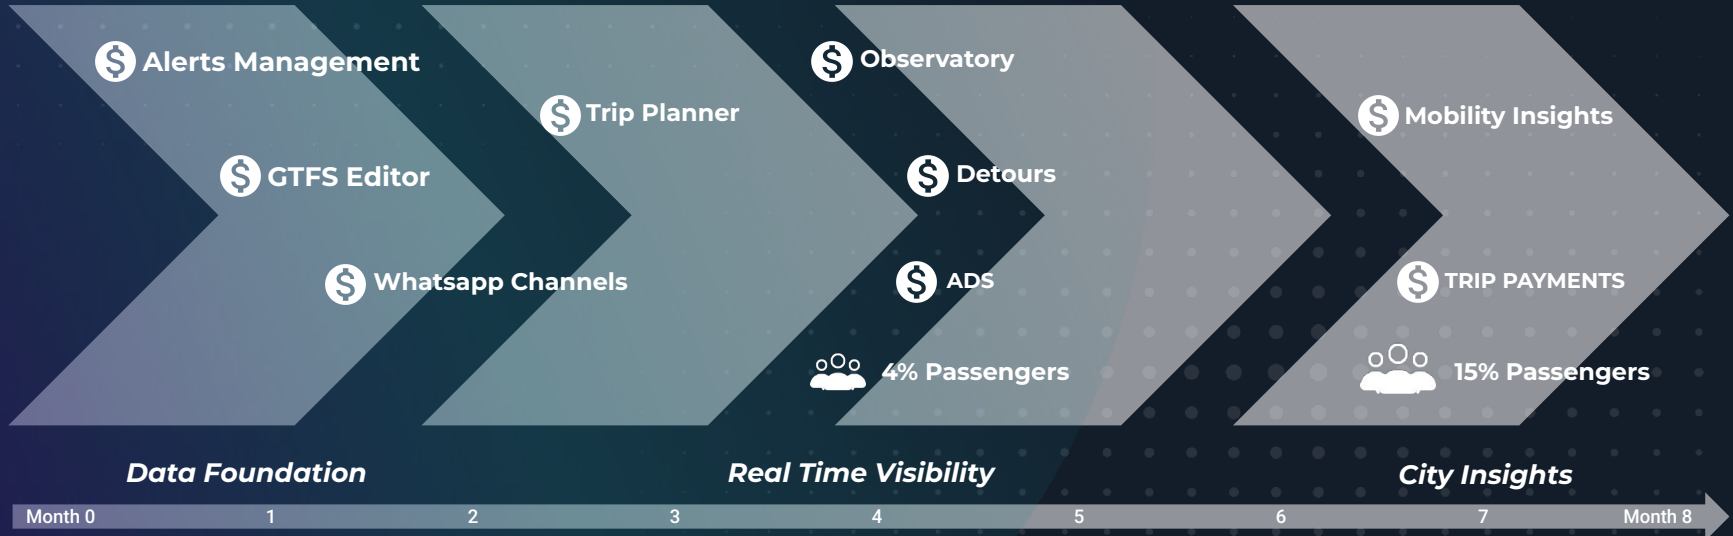 $ Alerts Management
$ GTFS Editor
$ Whatsapp Channels
$ Trip Planner
$ Observatory
$ Detours
$ ADS
4% Passengers
$ Mobility Insights
$ TRIP PAYMENTS
15% Passengers
Data Foundation
Real Time Visibility
City Insights
Month 0 1 2 3 4 5 6 7 Month 8